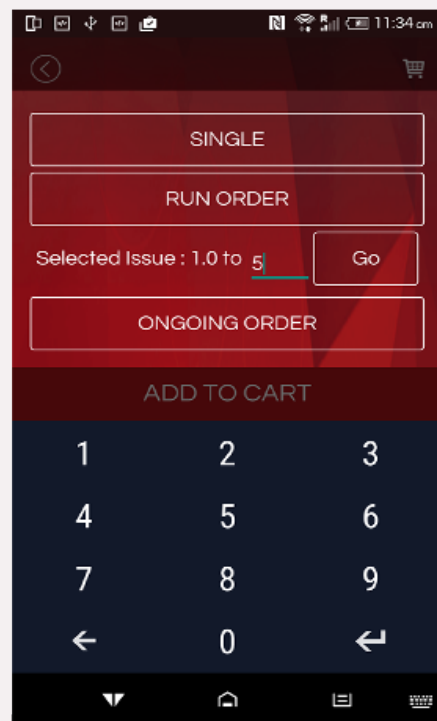 R 11:34 am
SINGLE
RUN ORDER
Selected Issue : 1.0 to 5 Go
ONGOING ORDER
ADD TO CART
1 2 3
4 5 6
7 8 9
0